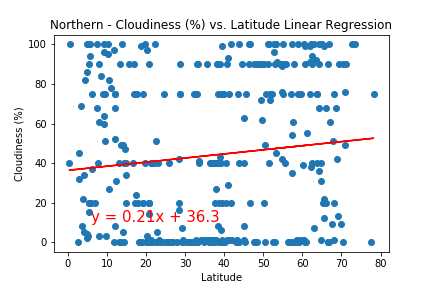 Northern - Cloudiness (%) vs. Latitude Linear Regression
100
80
60
40
20
0
Cloudiness (%)
y = 0.21x + 36.3
0 10 20 30 40 50 60 70 80
Latitude